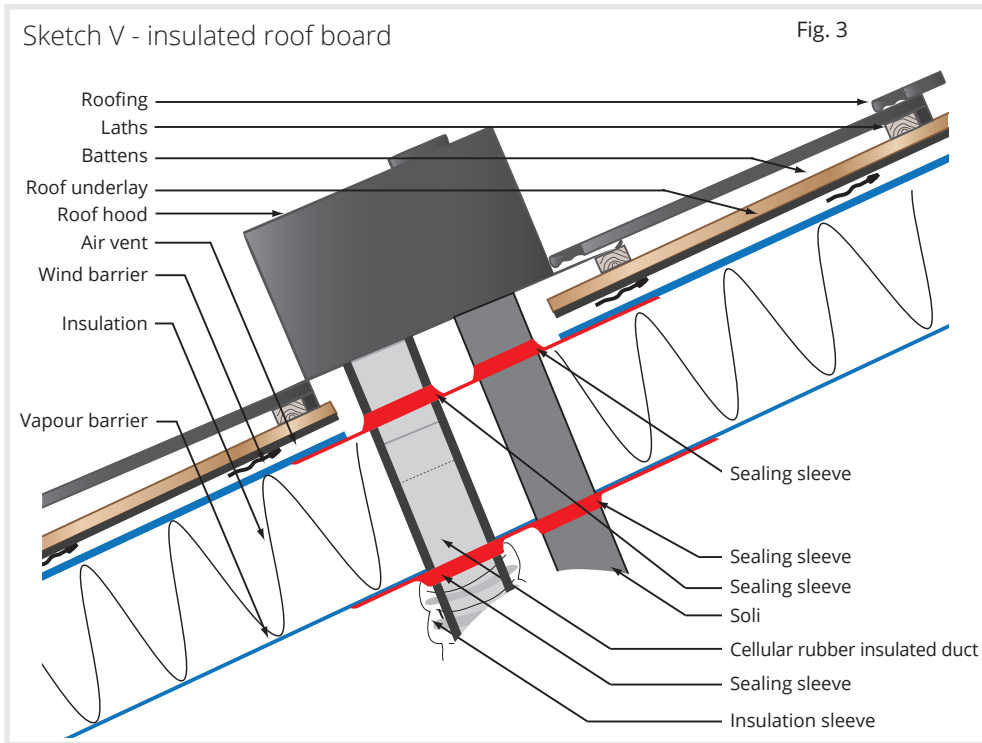 Sketch V - insulated roof board
Fig. 3
Roofing
Laths
Battens
Roof underlay
Roof hood
Air vent
Wind barrier
Insulation
Vapour barrier
Sealing sleeve
Sealing sleeve
Sealing sleeve
Soli
Cellular rubber insulated duct
Sealing sleeve
Insulation sleeve